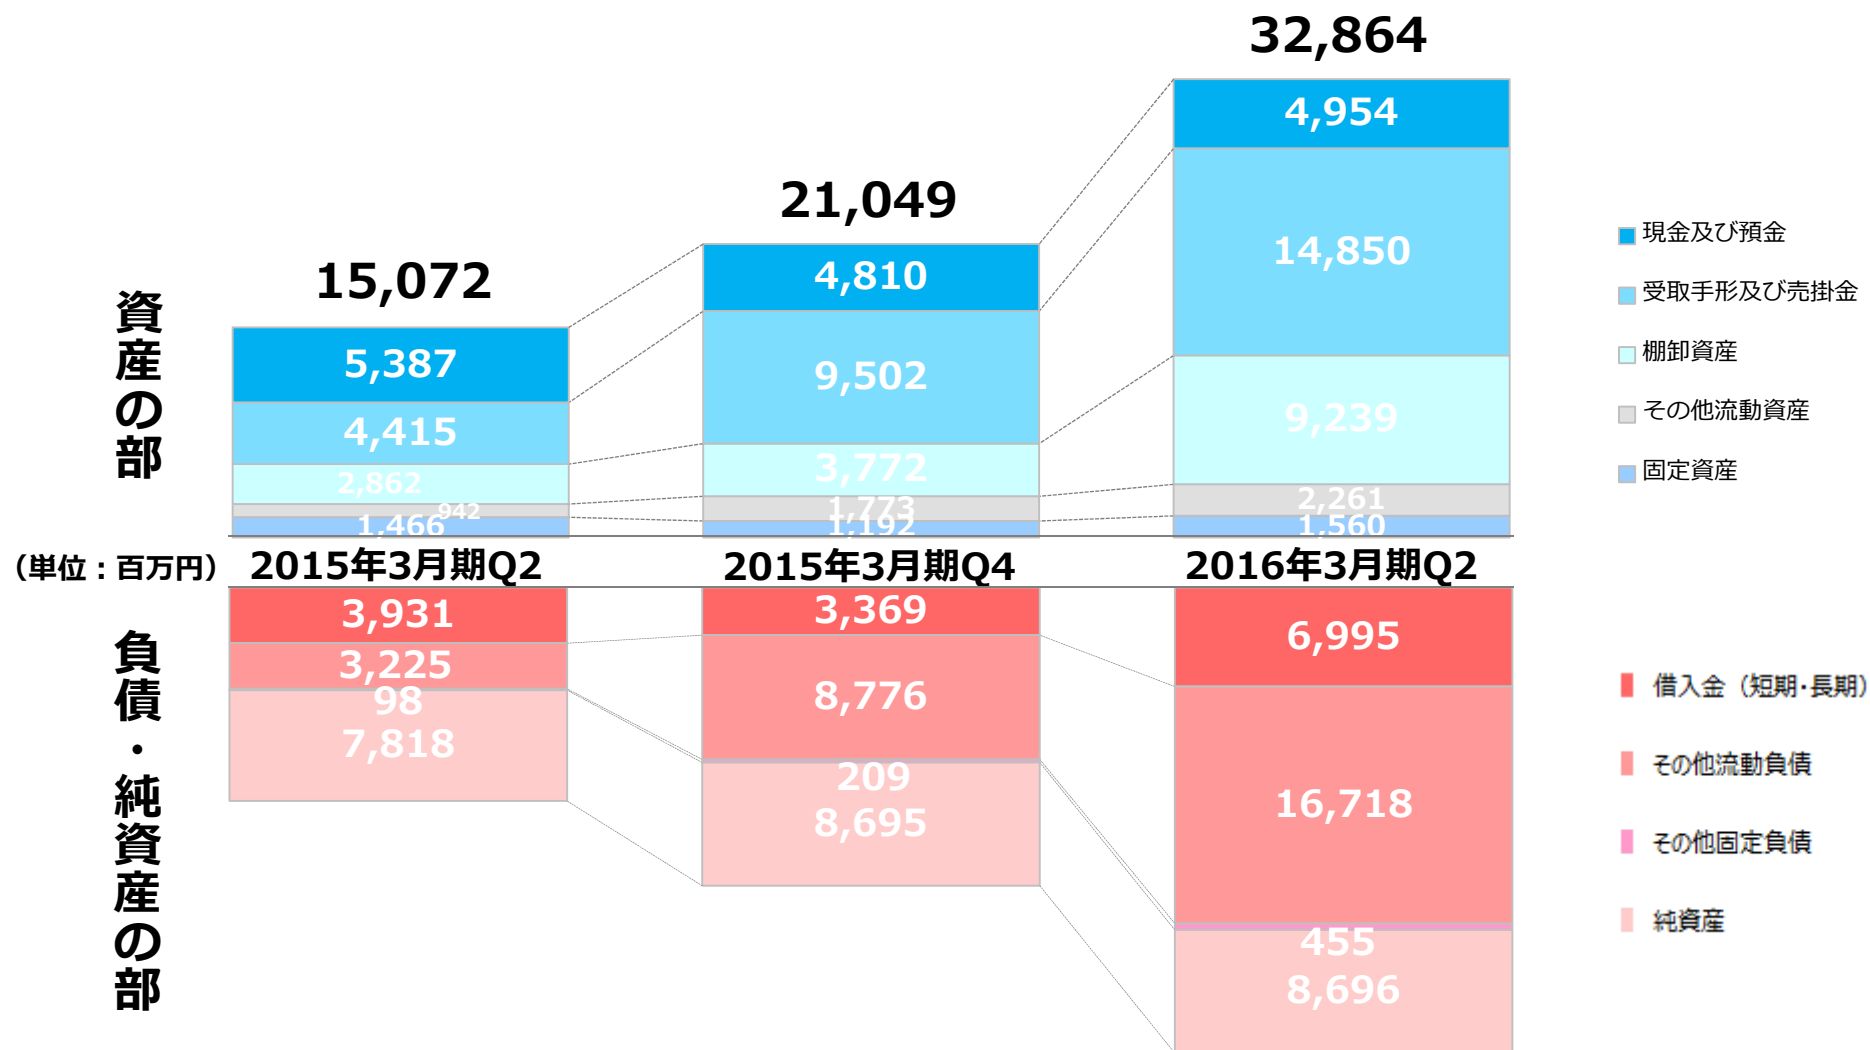 32,864
21,049
15,072
資産の部
5,387
4,415
2,862
942
1,466
4,810
9,502
3,772
1,773
1,192
4,954
14,850
9,239
2,261
1,560
現金及び預金
受取手形及び売掛金
棚卸資産
その他流動資産
固定資産
（単位：百万円）
2015年3月期Q2
2015年3月期Q4
2016年3月期Q2
負債・純資産の部
3,931
3,225
98
7,818
3,369
8,776
209
8,695
6,995
16,718
455
8,696
借入金（短期・長期）
その他流動負債
その他固定負債
純資産